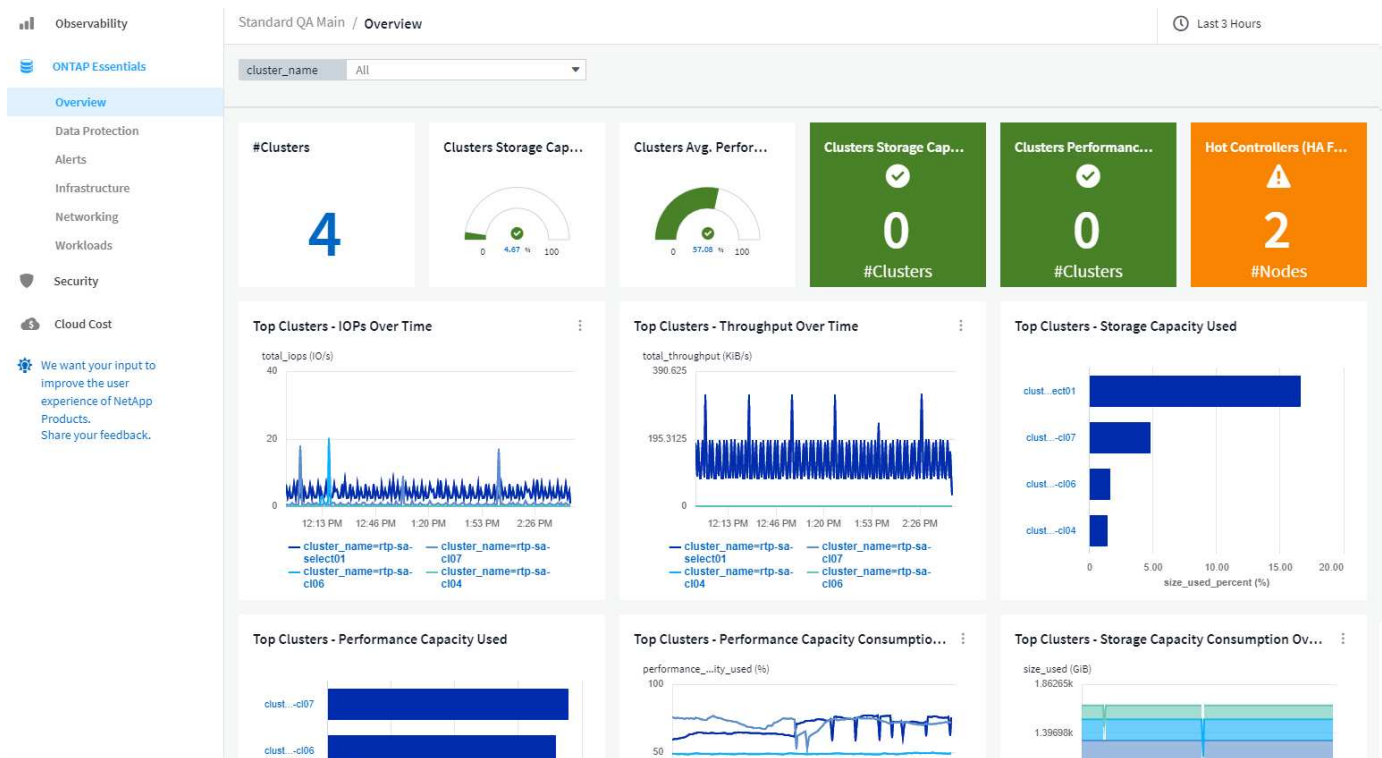 Observability
ONTAP Essentials
Overview
Data Protection
Alerts
Infrastructure
Networking
Workloads
Security
Cloud Cost
We want your input to
improve the user
experience of NetApp
Products.
Share your feedback.
Standard QA Main / Overview
Last 3 Hours
cluster_name All
#Clusters
4
Clusters Storage Cap...
4.67 %
0 100
Clusters Avg. Perfor...
57.08 %
0 100
Clusters Storage Cap...
0
#Clusters
Clusters Performanc...
0
#Clusters
Hot Controllers (HA F...
2
#Nodes
Top Clusters - IOPs Over Time
total_iops (IO/s)
40
20
0
12:13 PM 12:46 PM 1:20 PM 1:53 PM 2:26 PM
cluster_name=rtp-sa-
select01
cluster_name=rtp-sa-
cl07
cluster_name=rtp-sa-
cl06
cluster_name=rtp-sa-
cl04
Top Clusters - Throughput Over Time
total_throughput (KiB/s)
390.625
195.3125
0
12:13 PM 12:46 PM 1:20 PM 1:53 PM 2:26 PM
cluster_name=rtp-sa-
select01
cluster_name=rtp-sa-
cl07
cluster_name=rtp-sa-
cl04
cluster_name=rtp-sa-
cl06
Top Clusters - Storage Capacity Used
clust...ect01
clust...-cl07
clust...-cl06
clust...-cl04
0 5.00 10.00 15.00 20.00
size_used_percent (%)
Top Clusters - Performance Capacity Used
clust...-cl07
clust...-cl06
Top Clusters - Performance Capacity Consumptio...
performance_...ity_used (%)
100
50
Top Clusters - Storage Capacity Consumption Ov...
size_used (GiB)
1.86265k
1.39698k